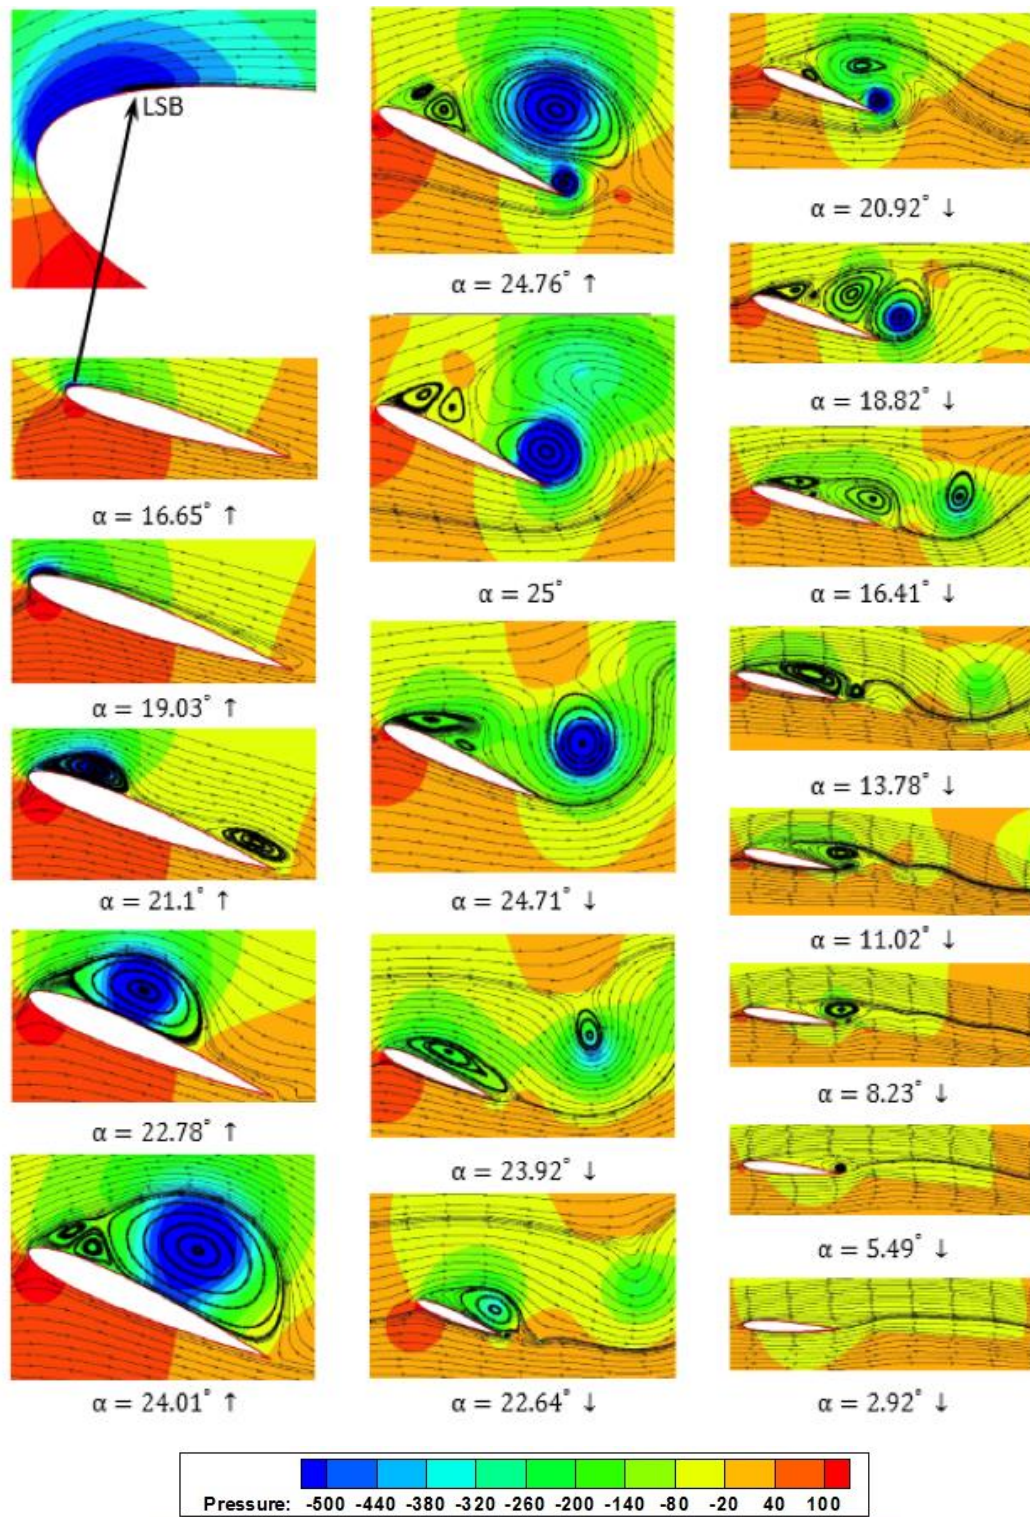 LSB
α = 16.65° ↑
α = 19.03° ↑
α = 21.1° ↑
α = 22.78° ↑
α = 24.01° ↑
α = 24.76° ↑
α = 25°
α = 24.71° ↓
α = 23.92° ↓
α = 22.64° ↓
α = 20.92° ↓
α = 18.82° ↓
α = 16.41° ↓
α = 13.78° ↓
α = 11.02° ↓
α = 8.23° ↓
α = 5.49° ↓
α = 2.92° ↓
Pressure: -500 -440 -380 -320 -260 -200 -140 -80 -20 40 100